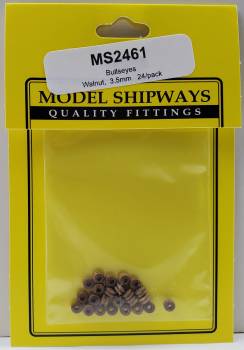 MS2461
Bullseyes
Walnut, 3.5mm 24/pack
MODEL SHIPWAYS
QUALITY FITTINGS